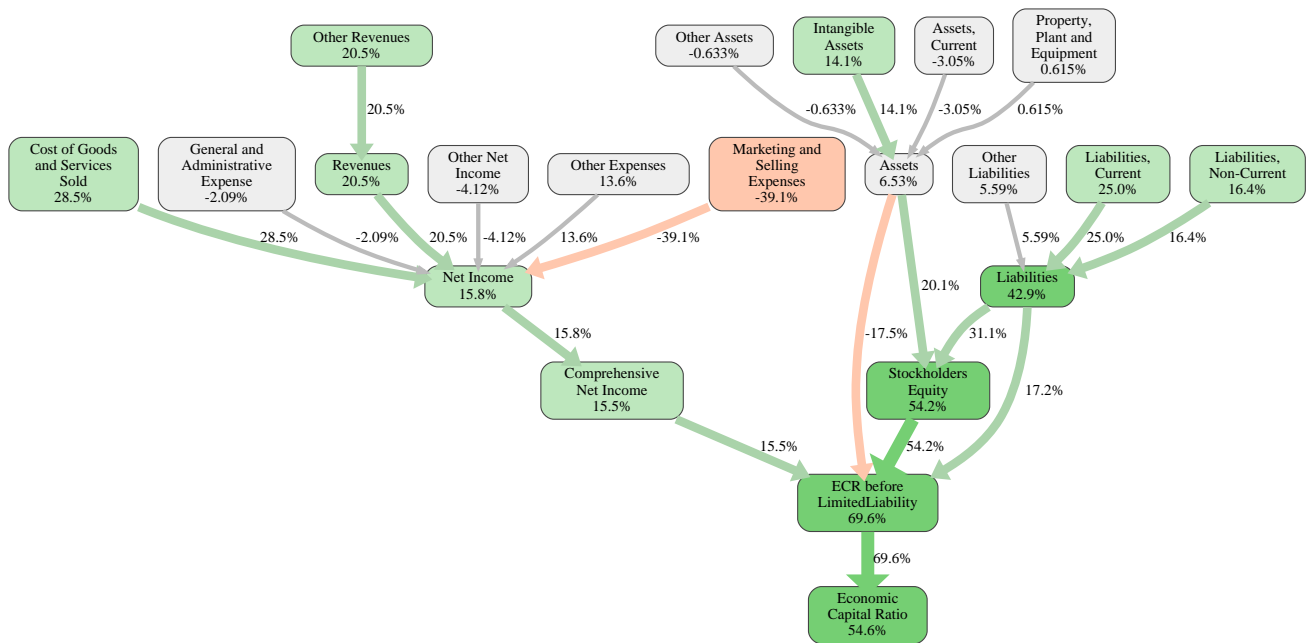 Other Revenues
20.5%
Other Assets
-0.633%
Intangible
Assets
14.1%
Assets,
Current
-3.05%
Property,
Plant and
Equipment
0.615%
20.5%
-0.633%
14.1%
-3.05%
0.615%
Cost of Goods
and Services
Sold
28.5%
General and
Administrative
Expense
-2.09%
Revenues
20.5%
Other Net
Income
-4.12%
Other Expenses
13.6%
Marketing and
Selling
Expenses
-39.1%
Assets
6.53%
Other
Liabilities
5.59%
Liabilities,
Current
25.0%
Liabilities,
Non-Current
16.4%
28.5%
-2.09%
20.5%
-4.12%
13.6%
-39.1%
5.59%
25.0%
16.4%
Net Income
15.8%
Liabilities
42.9%
20.1%
15.8%
-17.5%
31.1%
Comprehensive
Net Income
15.5%
Stockholders
Equity
54.2%
17.2%
15.5%
54.2%
ECR before
LimitedLiability
69.6%
69.6%
Economic
Capital Ratio
54.6%